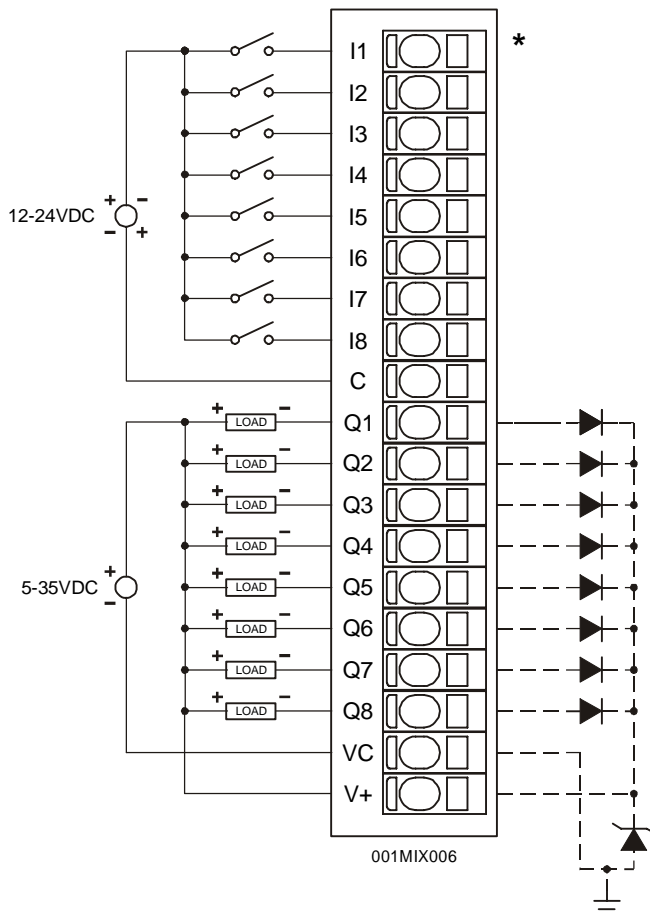 *
I1
I2
I3
I4
+ -
12-24VDC
- +
I5
I6
I7
I8
C
+ LOAD - Q1
+ LOAD - Q2
+ LOAD - Q3
+ LOAD - Q4
+
5-35VDC
-
+ LOAD - Q5
+ LOAD - Q6
+ LOAD - Q7
+ LOAD - Q8
VC
V+
001MIX006